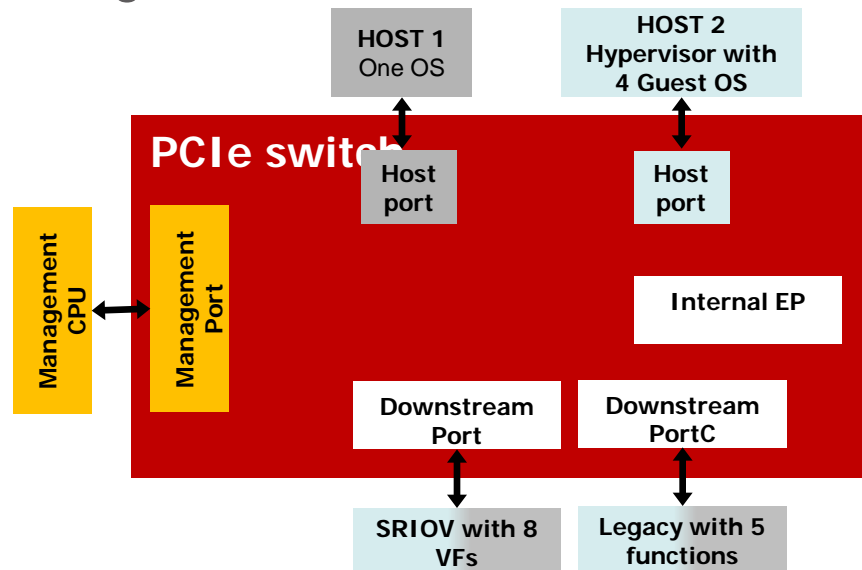 HOST 1
One OS
HOST 2
Hypervisor with
4 Guest OS
PCIe switch
Host
port
Host
port
Management
CPU
Management
Port
Internal EP
Downstream
Port
Downstream
PortC
SRIOV with 8
VFs
Legacy with 5
functions